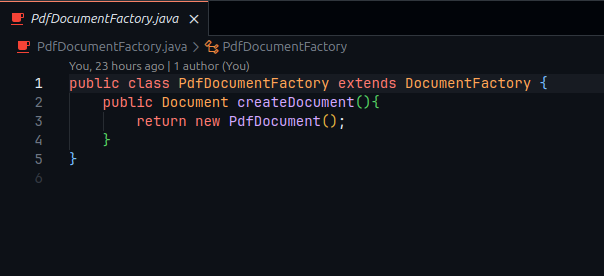 PdfDocumentFactory.java ×
PdfDocumentFactory.java > PdfDocumentFactory
You, 23 hours ago | 1 author (You)
1 public class PdfDocumentFactory extends DocumentFactory {
2     public Document createDocument(){
3         return new PdfDocument();
4     }
5 }
6